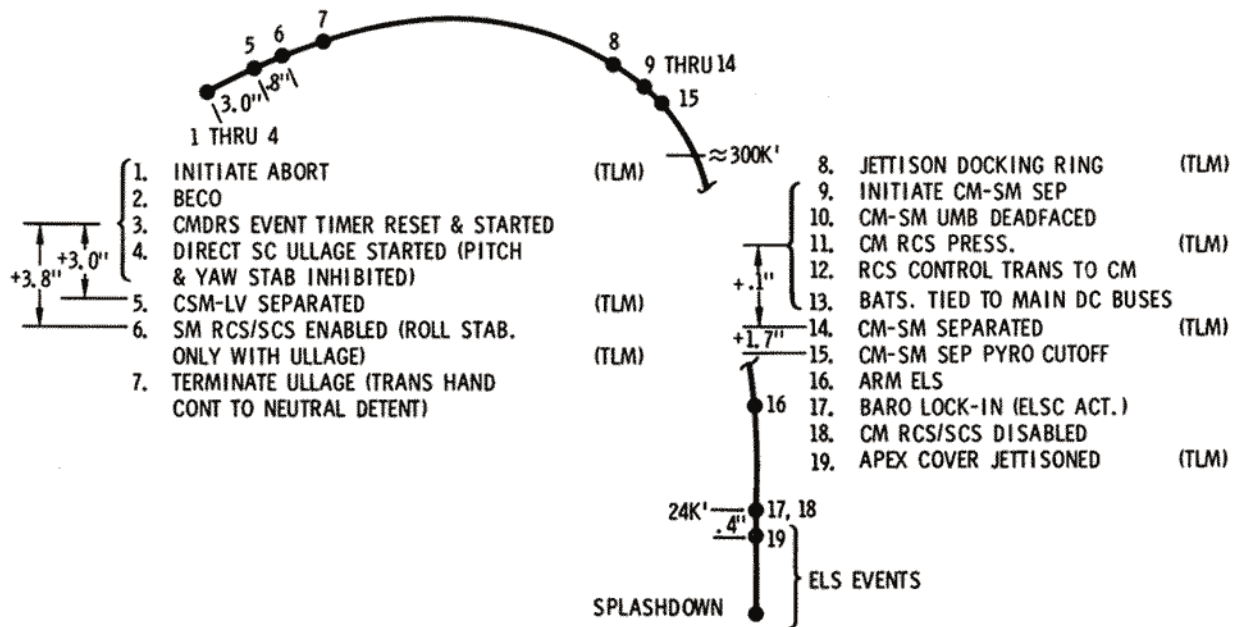 7
6
5
8
9 THRU 14
15
3.0"
.8"
1 THRU 4
≈300K'
1. INITIATE ABORT (TLM)
2. BECO
3. CMDRS EVENT TIMER RESET & STARTED
4. DIRECT SC ULLAGE STARTED (PITCH
& YAW STAB INHIBITED)
+3.0"
+3.8"
5. CSM-LV SEPARATED (TLM)
6. SM RCS/SCS ENABLED (ROLL STAB.
ONLY WITH ULLAGE) (TLM)
7. TERMINATE ULLAGE (TRANS HAND
CONT TO NEUTRAL DETENT)
8. JETTISON DOCKING RING (TLM)
9. INITIATE CM-SM SEP
10. CM-SM UMB DEADFACED
11. CM RCS PRESS. (TLM)
12. RCS CONTROL TRANS TO CM
13. BATS. TIED TO MAIN DC BUSES
+.1"
14. CM-SM SEPARATED (TLM)
+1.7"
15. CM-SM SEP PYRO CUTOFF
16. ARM ELS
17. BARO LOCK-IN (ELSC ACT.)
18. CM RCS/SCS DISABLED
19. APEX COVER JETTISONED (TLM)
16
24K'
17, 18
.4"
19
ELS EVENTS
SPLASHDOWN